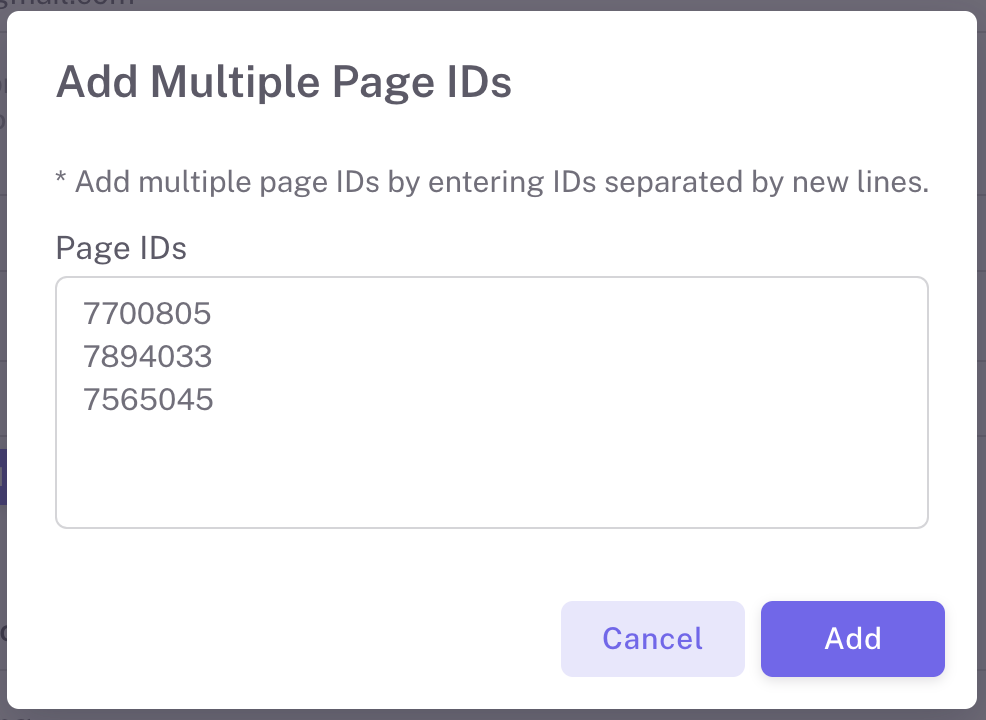 Add Multiple Page IDs
* Add multiple page IDs by entering IDs separated by new lines.
Page IDs
7700805
7894033
7565045
Cancel
Add